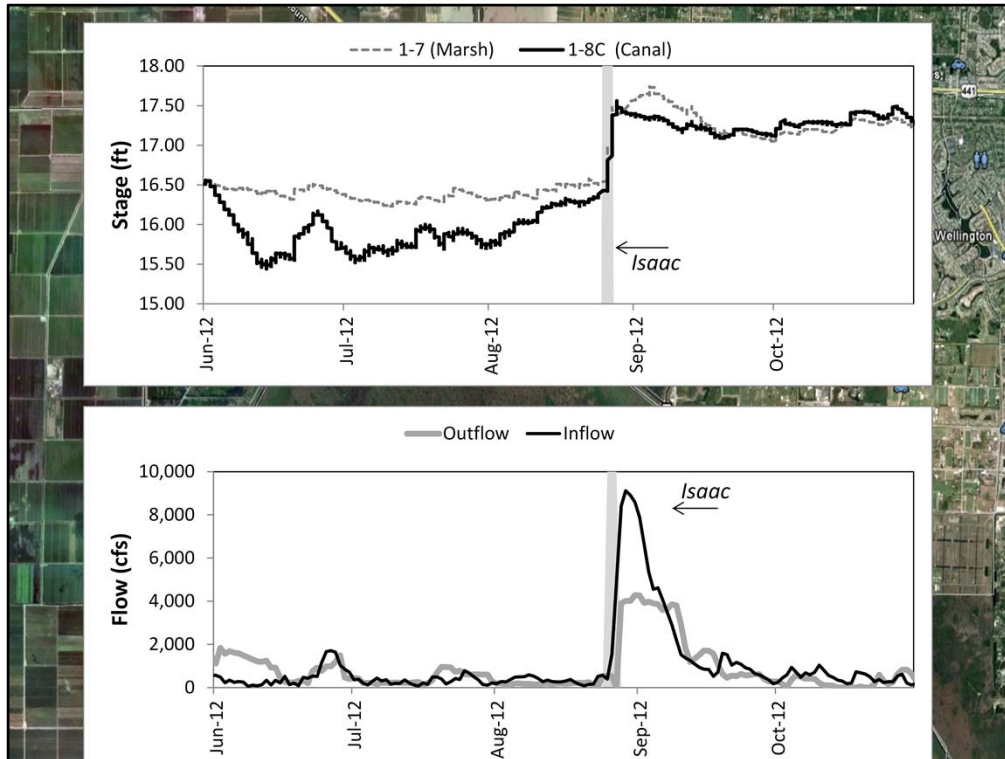 1-7 (Marsh) 1-8C (Canal)
18.00
17.50
17.00
16.50
16.00
15.50
15.00
Stage (ft)
Isaac
Jun-12 Jul-12 Aug-12 Sep-12 Oct-12
441
Wellington
Outflow Inflow
10,000
8,000
6,000
4,000
2,000
0
Flow (cfs)
Isaac
Jun-12 Jul-12 Aug-12 Sep-12 Oct-12